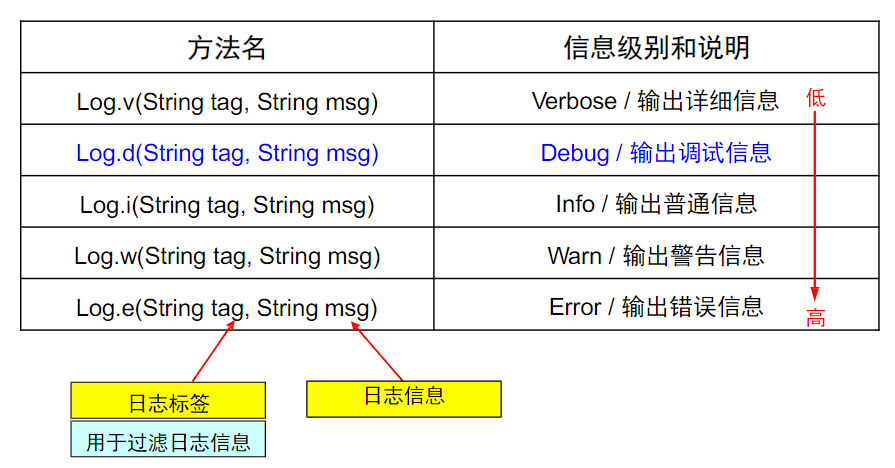 方法名 信息级别和说明
Log.v(String tag, String msg) Verbose / 输出详细信息 低
Log.d(String tag, String msg) Debug / 输出调试信息
Log.i(String tag, String msg) Info / 输出普通信息
Log.w(String tag, String msg) Warn / 输出警告信息
Log.e(String tag, String msg) Error / 输出错误信息 高
日志标签 日志信息
用于过滤日志信息